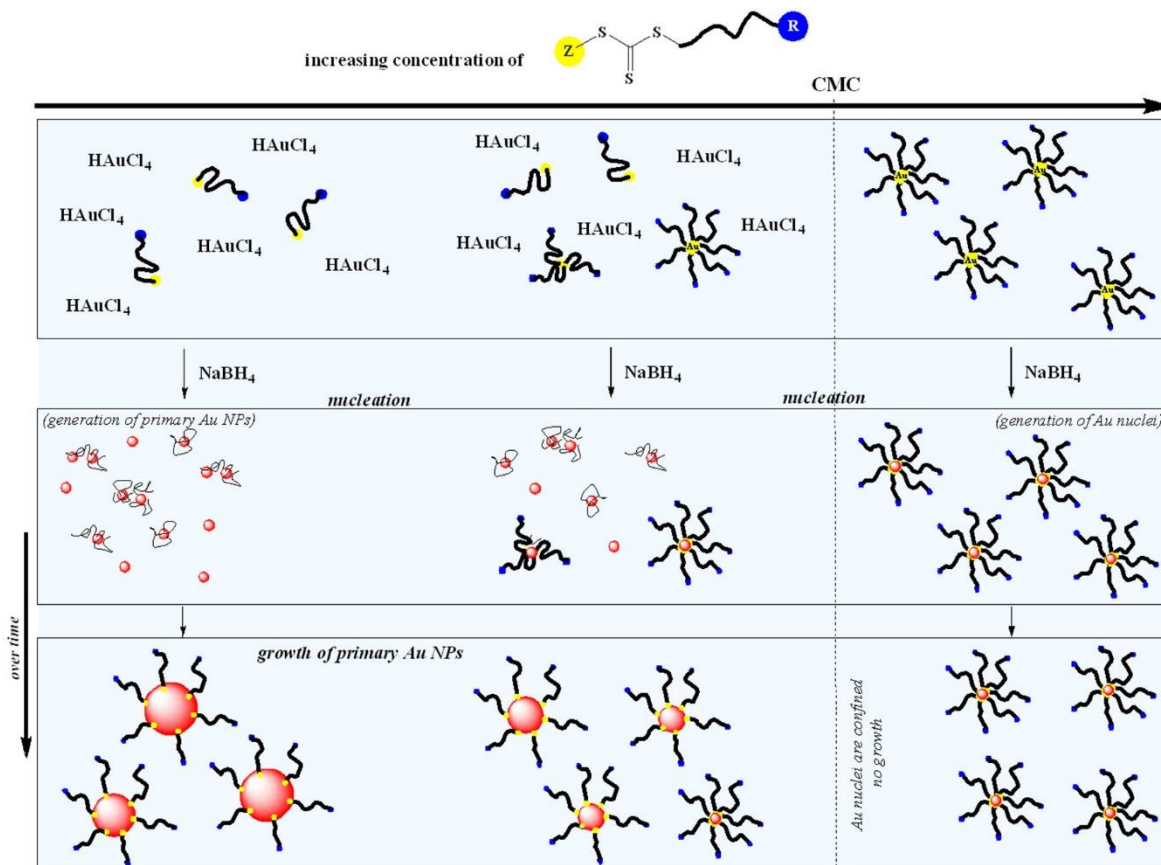 increasing concentration of
Z
S
S
S
R
CMC
HAuCl4
HAuCl4
HAuCl4
HAuCl4
HAuCl4
HAuCl4
HAuCl4
HAuCl4
HAuCl4
HAuCl4
HAuCl4
Au
Au
Au
Au
Au
NaBH4
NaBH4
NaBH4
nucleation
nucleation
(generation of primary Au NPs)
(generation of Au nuclei)
over time
growth of primary Au NPs
Au nuclei are confined
no growth